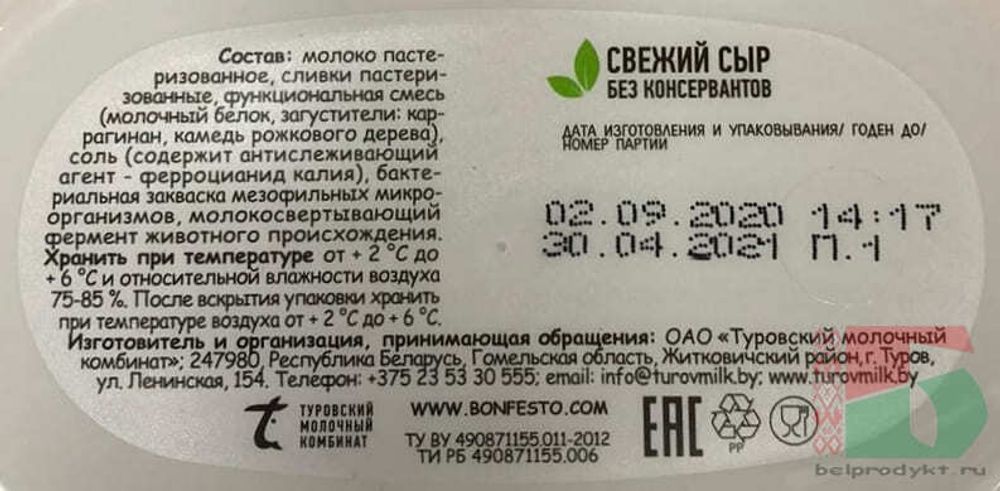 Состав: молоко пасте-
ризованное, сливки пастери-
зованные, функциональная смесь
(молочный белок, загустители: кар-
рагинан, камедь рожкового дерева),
соль (содержит антислеживающий
агент - ферроцианид калия), бакте-
риальная закваска мезофильных микро-
организмов, молокосвертывающий
фермент животного происхождения.
Хранить при температуре от + 2 °C до
+ 6 °C и относительной влажности воздуха
75-85 %. После вскрытия упаковки хранить
при температуре воздуха от + 2 °C до + 6 °C.
СВЕЖИЙ СЫР
БЕЗ КОНСЕРВАНТОВ
ДАТА ИЗГОТОВЛЕНИЯ И УПАКОВЫВАНИЯ/ ГОДЕН ДО/
НОМЕР ПАРТИИ
02.09.2020 14:17
30.04.2021 П.1
Изготовитель и организация, принимающая обращения: ОАО «Туровский молочный
комбинат»; 247980, Республика Беларусь, Гомельская область, Житковичский район, г. Туров,
ул. Ленинская, 154. Телефон: +375 23 53 30 555; email: info@turovmilk.by; www.turovmilk.by
ТУРОВСКИЙ
МОЛОЧНЫЙ
КОМБИНАТ
WWW.BONFESTO.COM
ТУ BY 490871155.011-2012
ТИ РБ 490871155.006
EAC
5
PP
belprodykt.ru